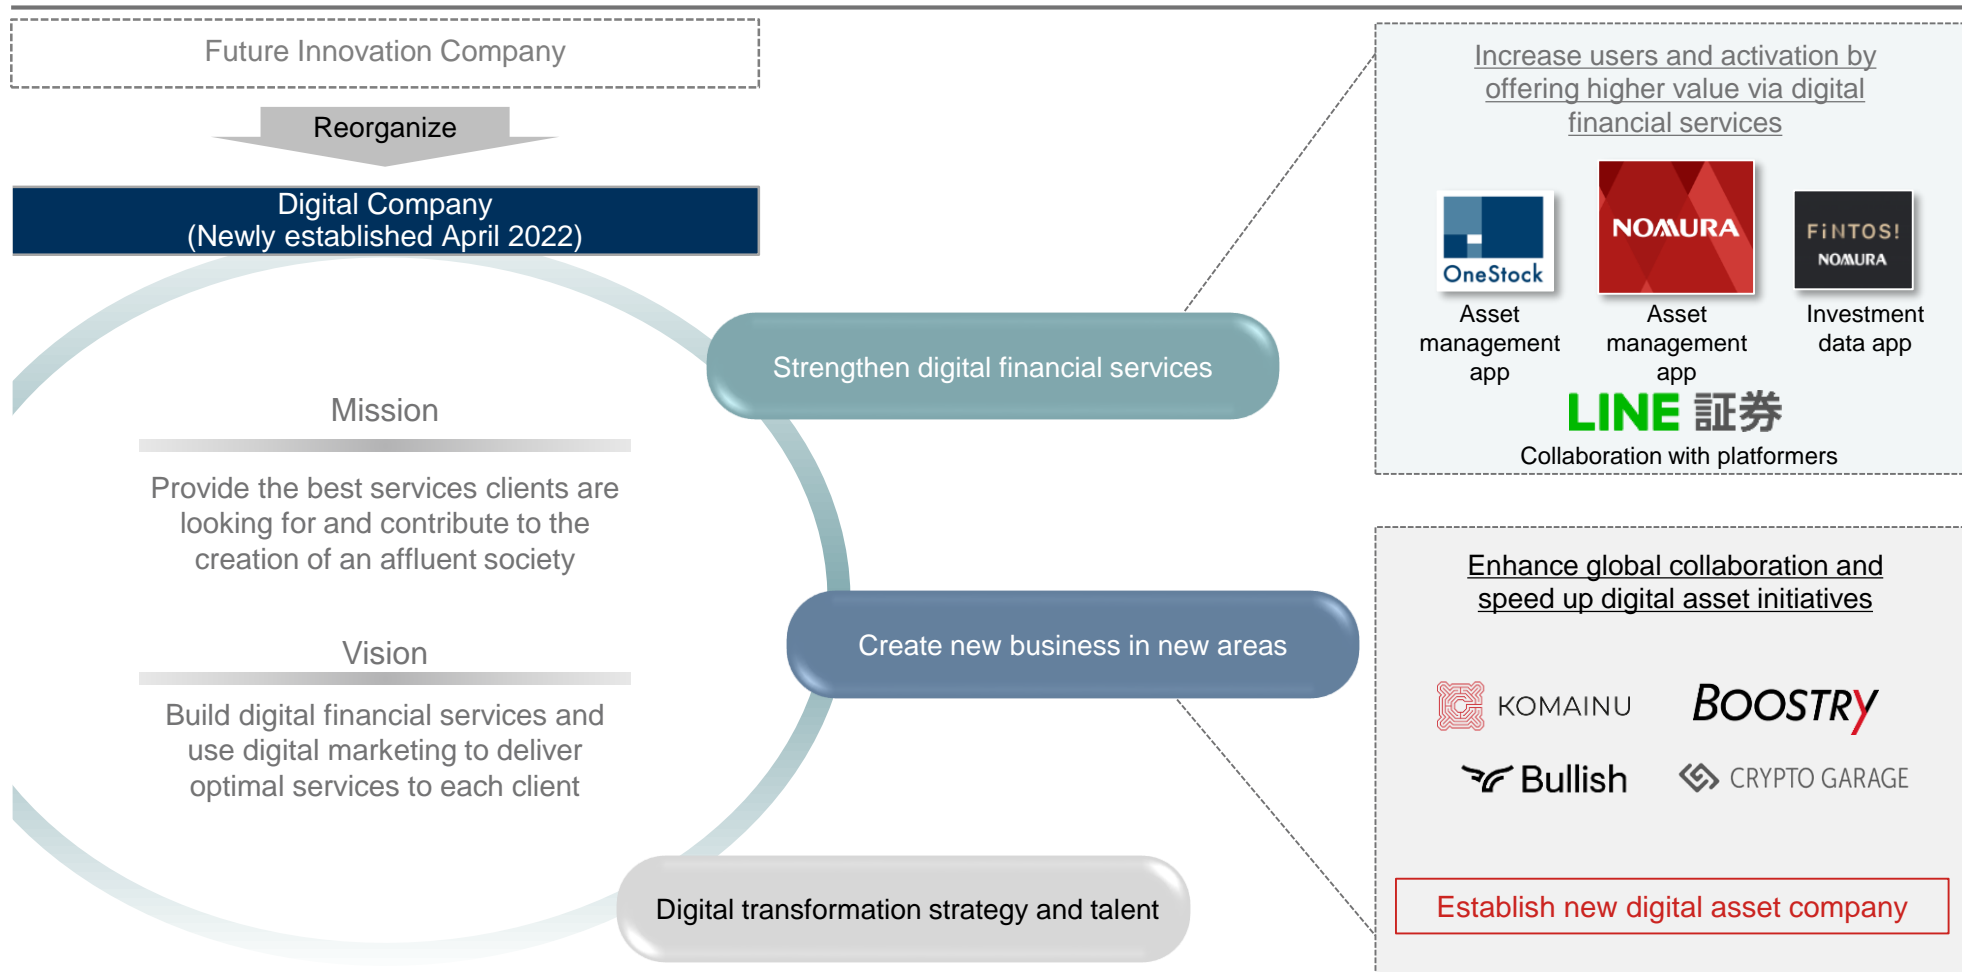 Future Innovation Company
Reorganize
Digital Company
(Newly established April 2022)
Mission
Provide the best services clients are
looking for and contribute to the
creation of an affluent society
Vision
Build digital financial services and
use digital marketing to deliver
optimal services to each client
Strengthen digital financial services
Create new business in new areas
Digital transformation strategy and talent
Increase users and activation by
offering higher value via digital
financial services
OneStock
Asset
management
app
NOMURA
Asset
management
app
FiNTOS!
NOMURA
Investment
data app
LINE 証券
Collaboration with platformers
Enhance global collaboration and
speed up digital asset initiatives
KOMAINU
BOOSTRY
Bullish
CRYPTO GARAGE
Establish new digital asset company